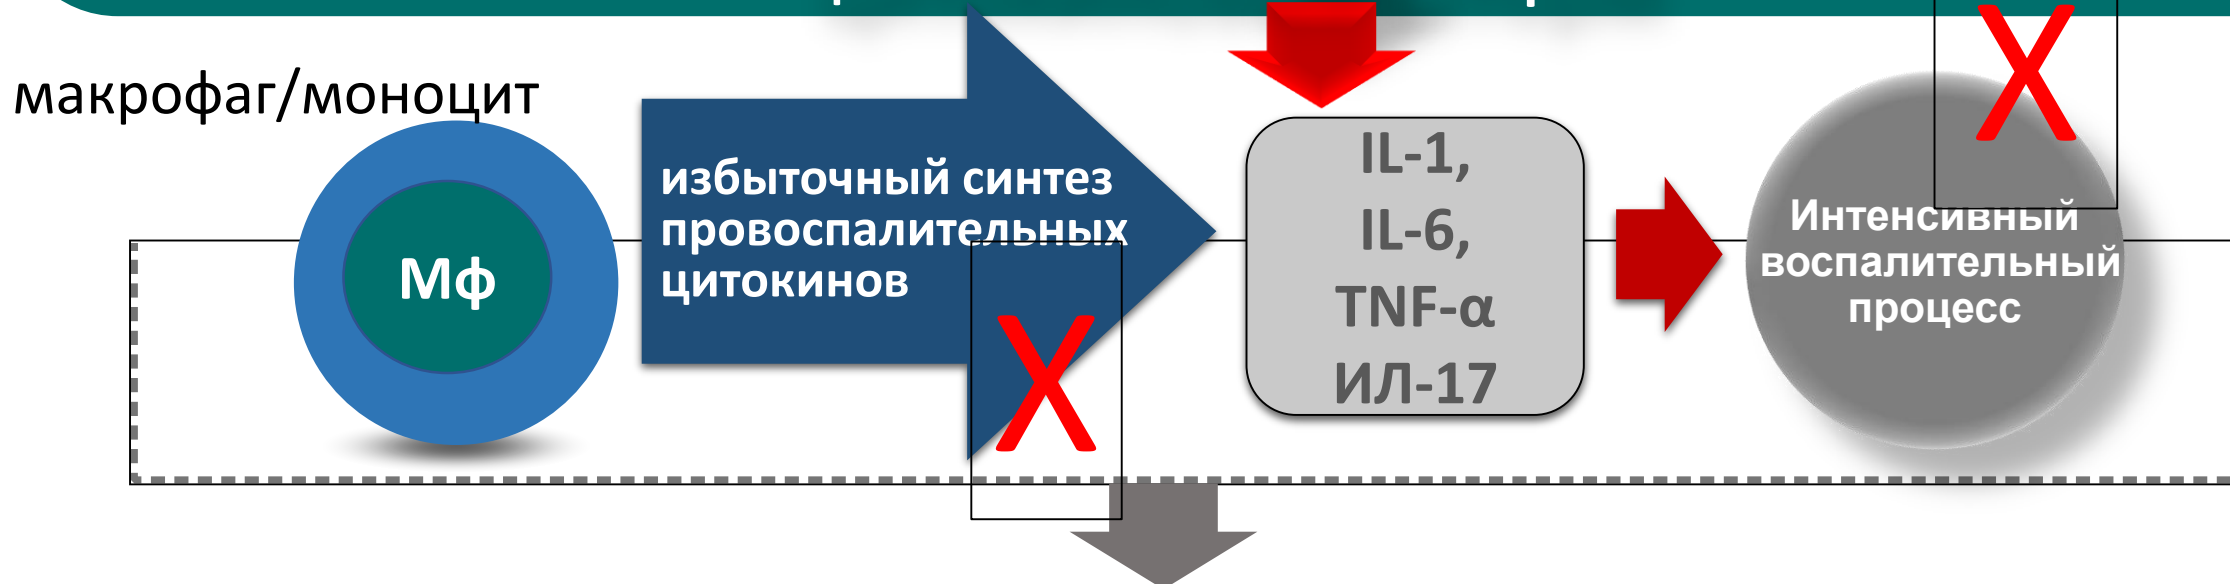 макрофаг/моноцит
Мф
избыточный синтез
провоспалительных
цитокинов
IL-1,
IL-6,
TNF-α
ИЛ-17
Интенсивный
воспалительный
процесс
X
X